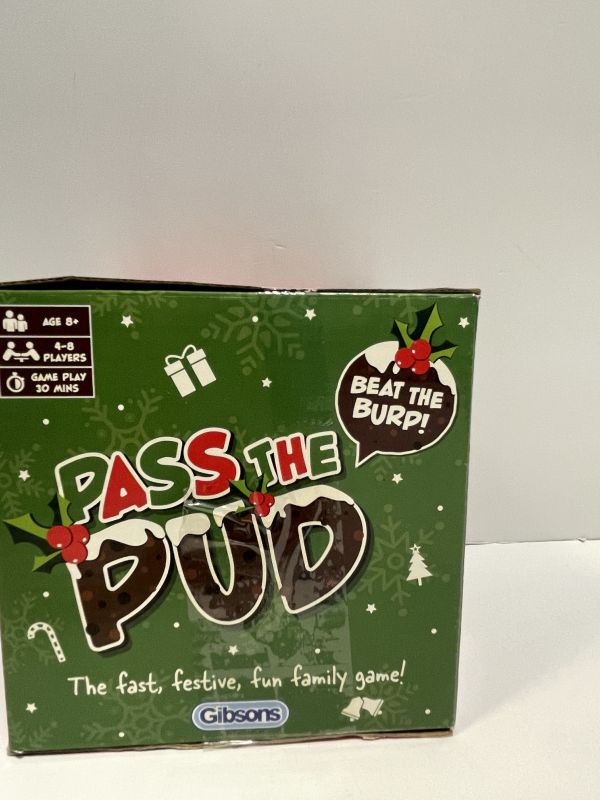 AGE 8+
4-8
PLAYERS
GAME PLAY
30 MINS
BEAT THE
BURP!
PASS THE
PUD
The fast, festive, fun family game!
Gibsons